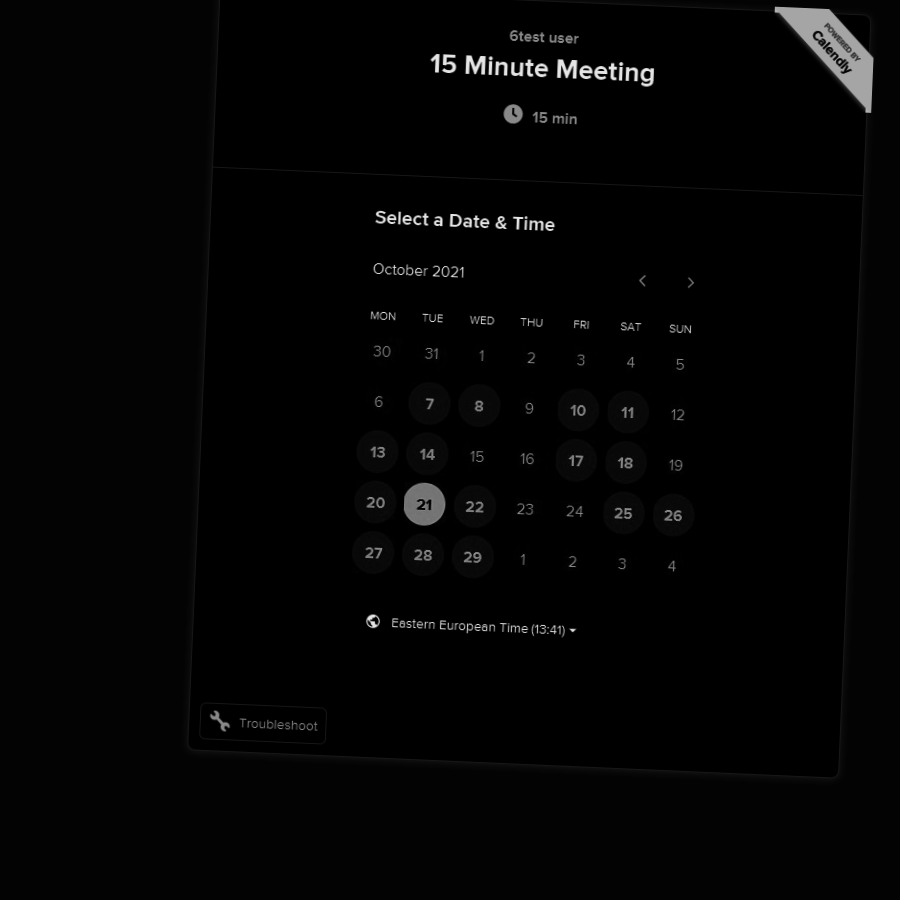 6test user
POWERED BY
Calendly
15 Minute Meeting
15 min
Select a Date & Time
October 2021
MON TUE WED THU FRI SAT SUN
30 31 1 2 3 4 5
6 7 8 9 10 11 12
13 14 15 16 17 18 19
20 21 22 23 24 25 26
27 28 29 1 2 3 4
Eastern European Time (13:41)
Troubleshoot